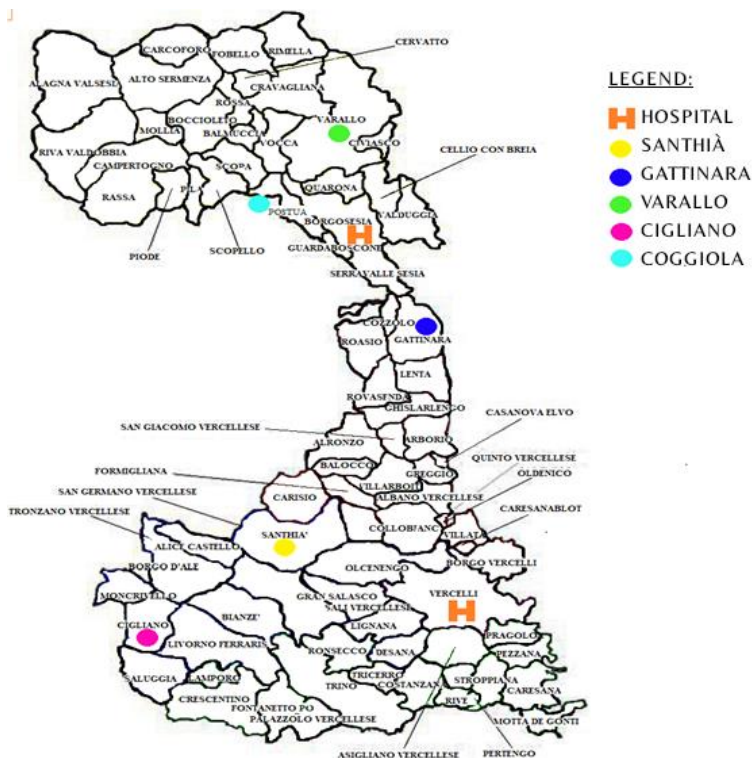 CARCOFORO
FOBELLO
RIMELLA
CERVATTO
ALAGNA VALSESI
ALTO SERMENZA
CRAVAGLIANA
ROSSA
BOCCIOLETO
VARALLO
MOLLIA
BALMUCCIA
VOCCA
CIVIASCO
RIVA VALDOBBIA
CELLIO CON BREIA
CAMPERTOGNO
SCOPA
RASSA
PILA
QUARONA
POSTUA
VALDUGGIA
BORGOSESIA
H
PIODE
SCOPELLO
GUARDABOSCONE
SERRAVALLE SESIA
COZZOLO
ROASIO
GATTINARA
LENTA
ROVASENDA
GHISLARLENGO
SAN GIACOMO VERCELLESE
CASANOVA ELVO
ALRONZO
ARBORIO
QUINTO VERCELLESE
BALOCCO
GREGGIO
OLDENICO
FORMIGLIANA
VILLARBOIT
SAN GERMANO VERCELLESE
CARISIO
ALBANO VERCELLESE
CARESANABLOT
TRONZANO VERCELLESE
COLLOBIANC
SANTHIA'
VILLATA
ALICE CASTELLO
BORGO VERCELLI
BORGO D'ALE
OLCENENGO
MONCRIVELLO
GRAN SALASCO
VERCELLI
SALI VERCELLESE
H
CIGLIANO
BIANZE'
LIGNANA
PRAGOLO
LIVORNO FERRARIS
RONSECCO
DESANA
PEZZANA
SALUGGIA
LAMPORO
TRICERRO
STROPPIANA
TRINO
COSTANZANA
CARESANA
CRESCENTINO
RIVE
FONTANETTO PO
PALAZZOLO VERCELLESE
MOTTA DE GONTI
ASIGLIANO VERCELLESE
PERTENGO
LEGEND:
H HOSPITAL
SANTHIÀ
GATTINARA
VARALLO
CIGLIANO
COGGIOLA